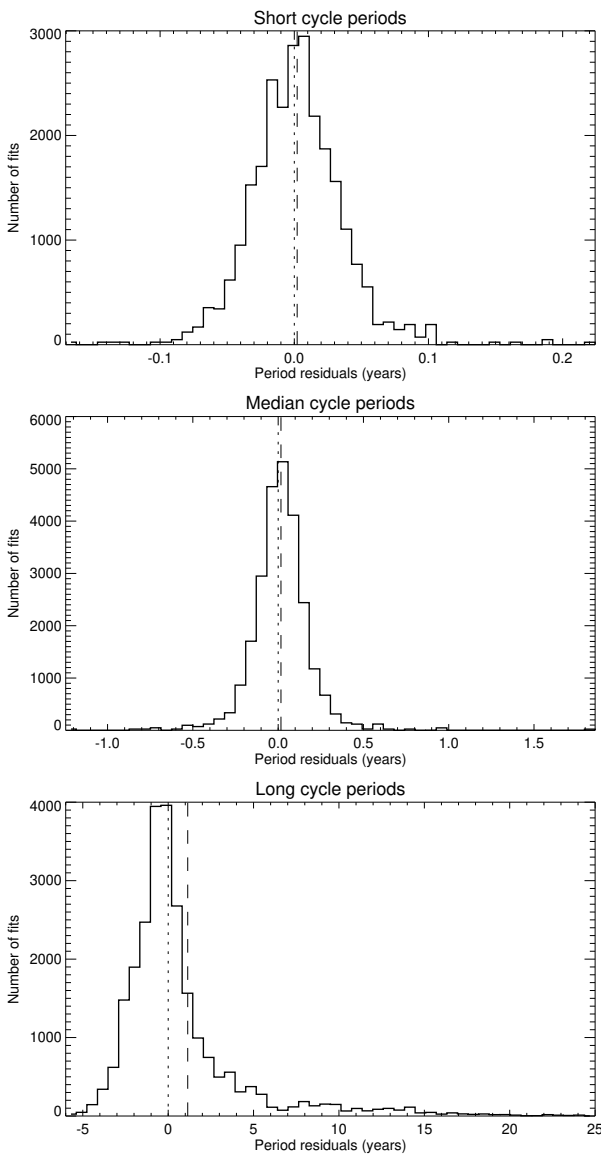 Short cycle periods
3000
2000
1000
0
Number of fits
-0.1 0.0 0.1 0.2
Period residuals (years)
Median cycle periods
6000
5000
4000
3000
2000
1000
0
Number of fits
-1.0 -0.5 0.0 0.5 1.0 1.5
Period residuals (years)
Long cycle periods
4000
3000
2000
1000
0
Number of fits
-5 0 5 10 15 20 25
Period residuals (years)